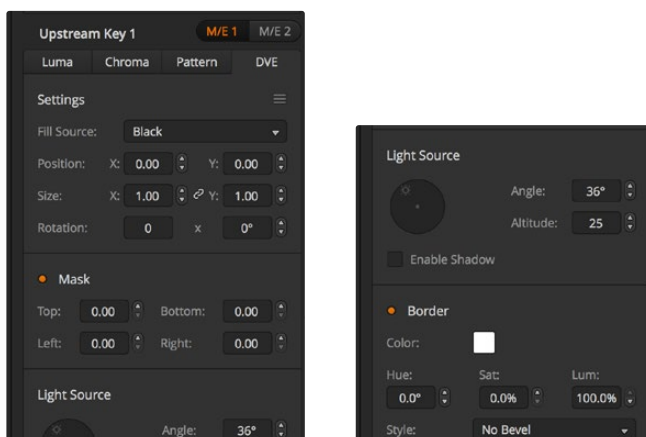 Upstream Key 1 M/E 1 M/E 2
Luma Chroma Pattern DVE
Settings
Fill Source: Black
Position: X: 0.00 Y: 0.00
Size: X: 1.00 Y: 1.00
Rotation: 0 x 0°
Mask
Top: 0.00 Bottom: 0.00
Left: 0.00 Right: 0.00
Light Source
Angle: 36°
Light Source
Angle: 36°
Altitude: 25
Enable Shadow
Border
Color:
Hue: Sat: Lum:
0.0° 0.0% 100.0%
Style: No Bevel